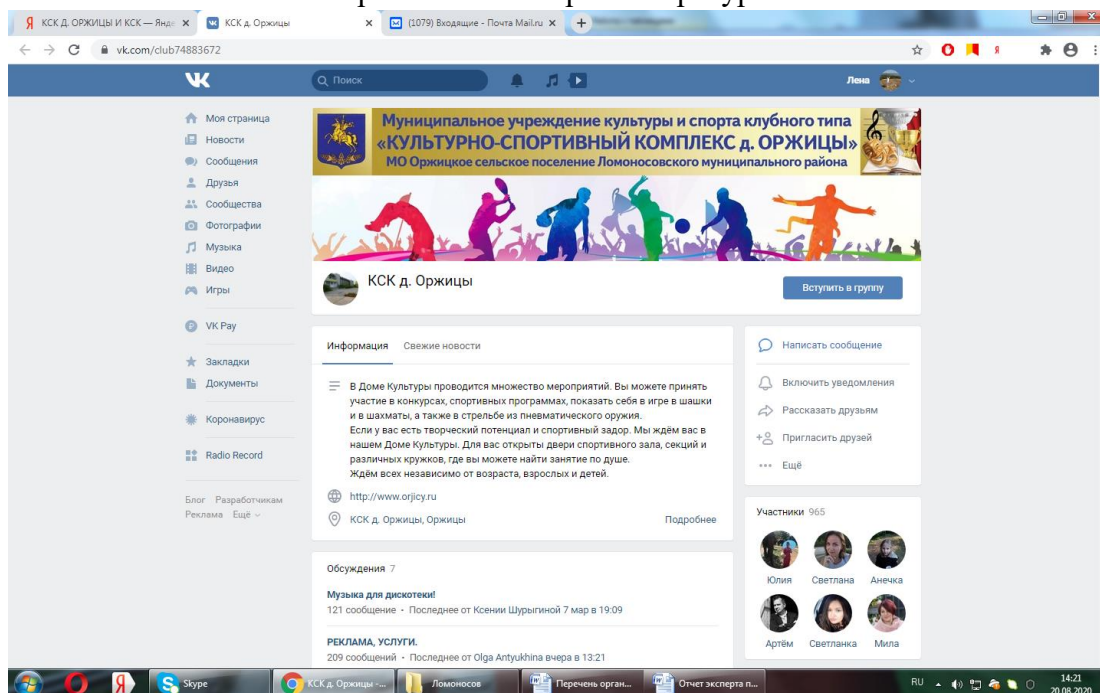 КСК Д. ОРЖИЦЫ И КСК — Янд
КСК д. Оржицы
(1079) Входящие - Почта Mail.ru
vk.com/club74883672
Поиск
Лена
Моя страница
Новости
Сообщения
Друзья
Сообщества
Фотографии
Музыка
Видео
Игры
VK Pay
Закладки
Документы
Коронавирус
Radio Record
Блог Разработчикам
Реклама Ещё
Муниципальное учреждение культуры и спорта клубного типа
«КУЛЬТУРНО-СПОРТИВНЫЙ КОМПЛЕКС д. ОРЖИЦЫ»
МО Оржицкое сельское поселение Ломоносовского муниципального района
КСК д. Оржицы
Вступить в группу
Информация Свежие новости
В Доме Культуры проводится множество мероприятий. Вы можете принять
участие в конкурсах, спортивных программах, показать себя в игре в шашки
и в шахматы, а также в стрельбе из пневматического оружия.
Если у вас есть творческий потенциал и спортивный задор. Мы ждём вас в
нашем Доме Культуры. Для вас открыты двери спортивного зала, секций и
различных кружков, где вы можете найти занятие по душе.
Ждём всех независимо от возраста, взрослых и детей.
http://www.orjicy.ru
КСК д. Оржицы, Оржицы Подробнее
Обсуждения 7
Музыка для дискотеки!
121 сообщение · Последнее от Ксении Шурыгиной 7 мар в 19:09
РЕКЛАМА, УСЛУГИ.
209 сообщений · Последнее от Olga Antyukhina вчера в 13:21
Написать сообщение
Включить уведомления
Рассказать друзьям
Пригласить друзей
Ещё
Участники 965
Юлия Светлана Анечка
Артём Светланка Мила
Skype
КСК д. Оржицы -...
Ломоносов
Перечень орган...
Отчет эксперта п...
RU
14:21
20.08.2020